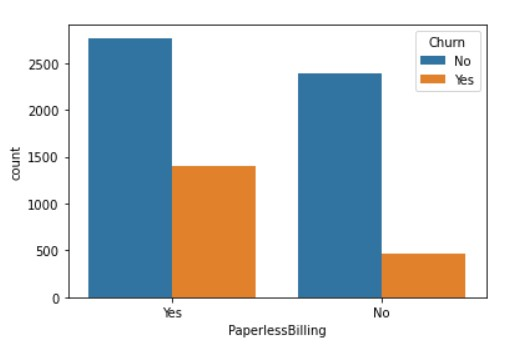 Churn
No
Yes
2500
2000
1500
1000
500
0
count
Yes No
PaperlessBilling